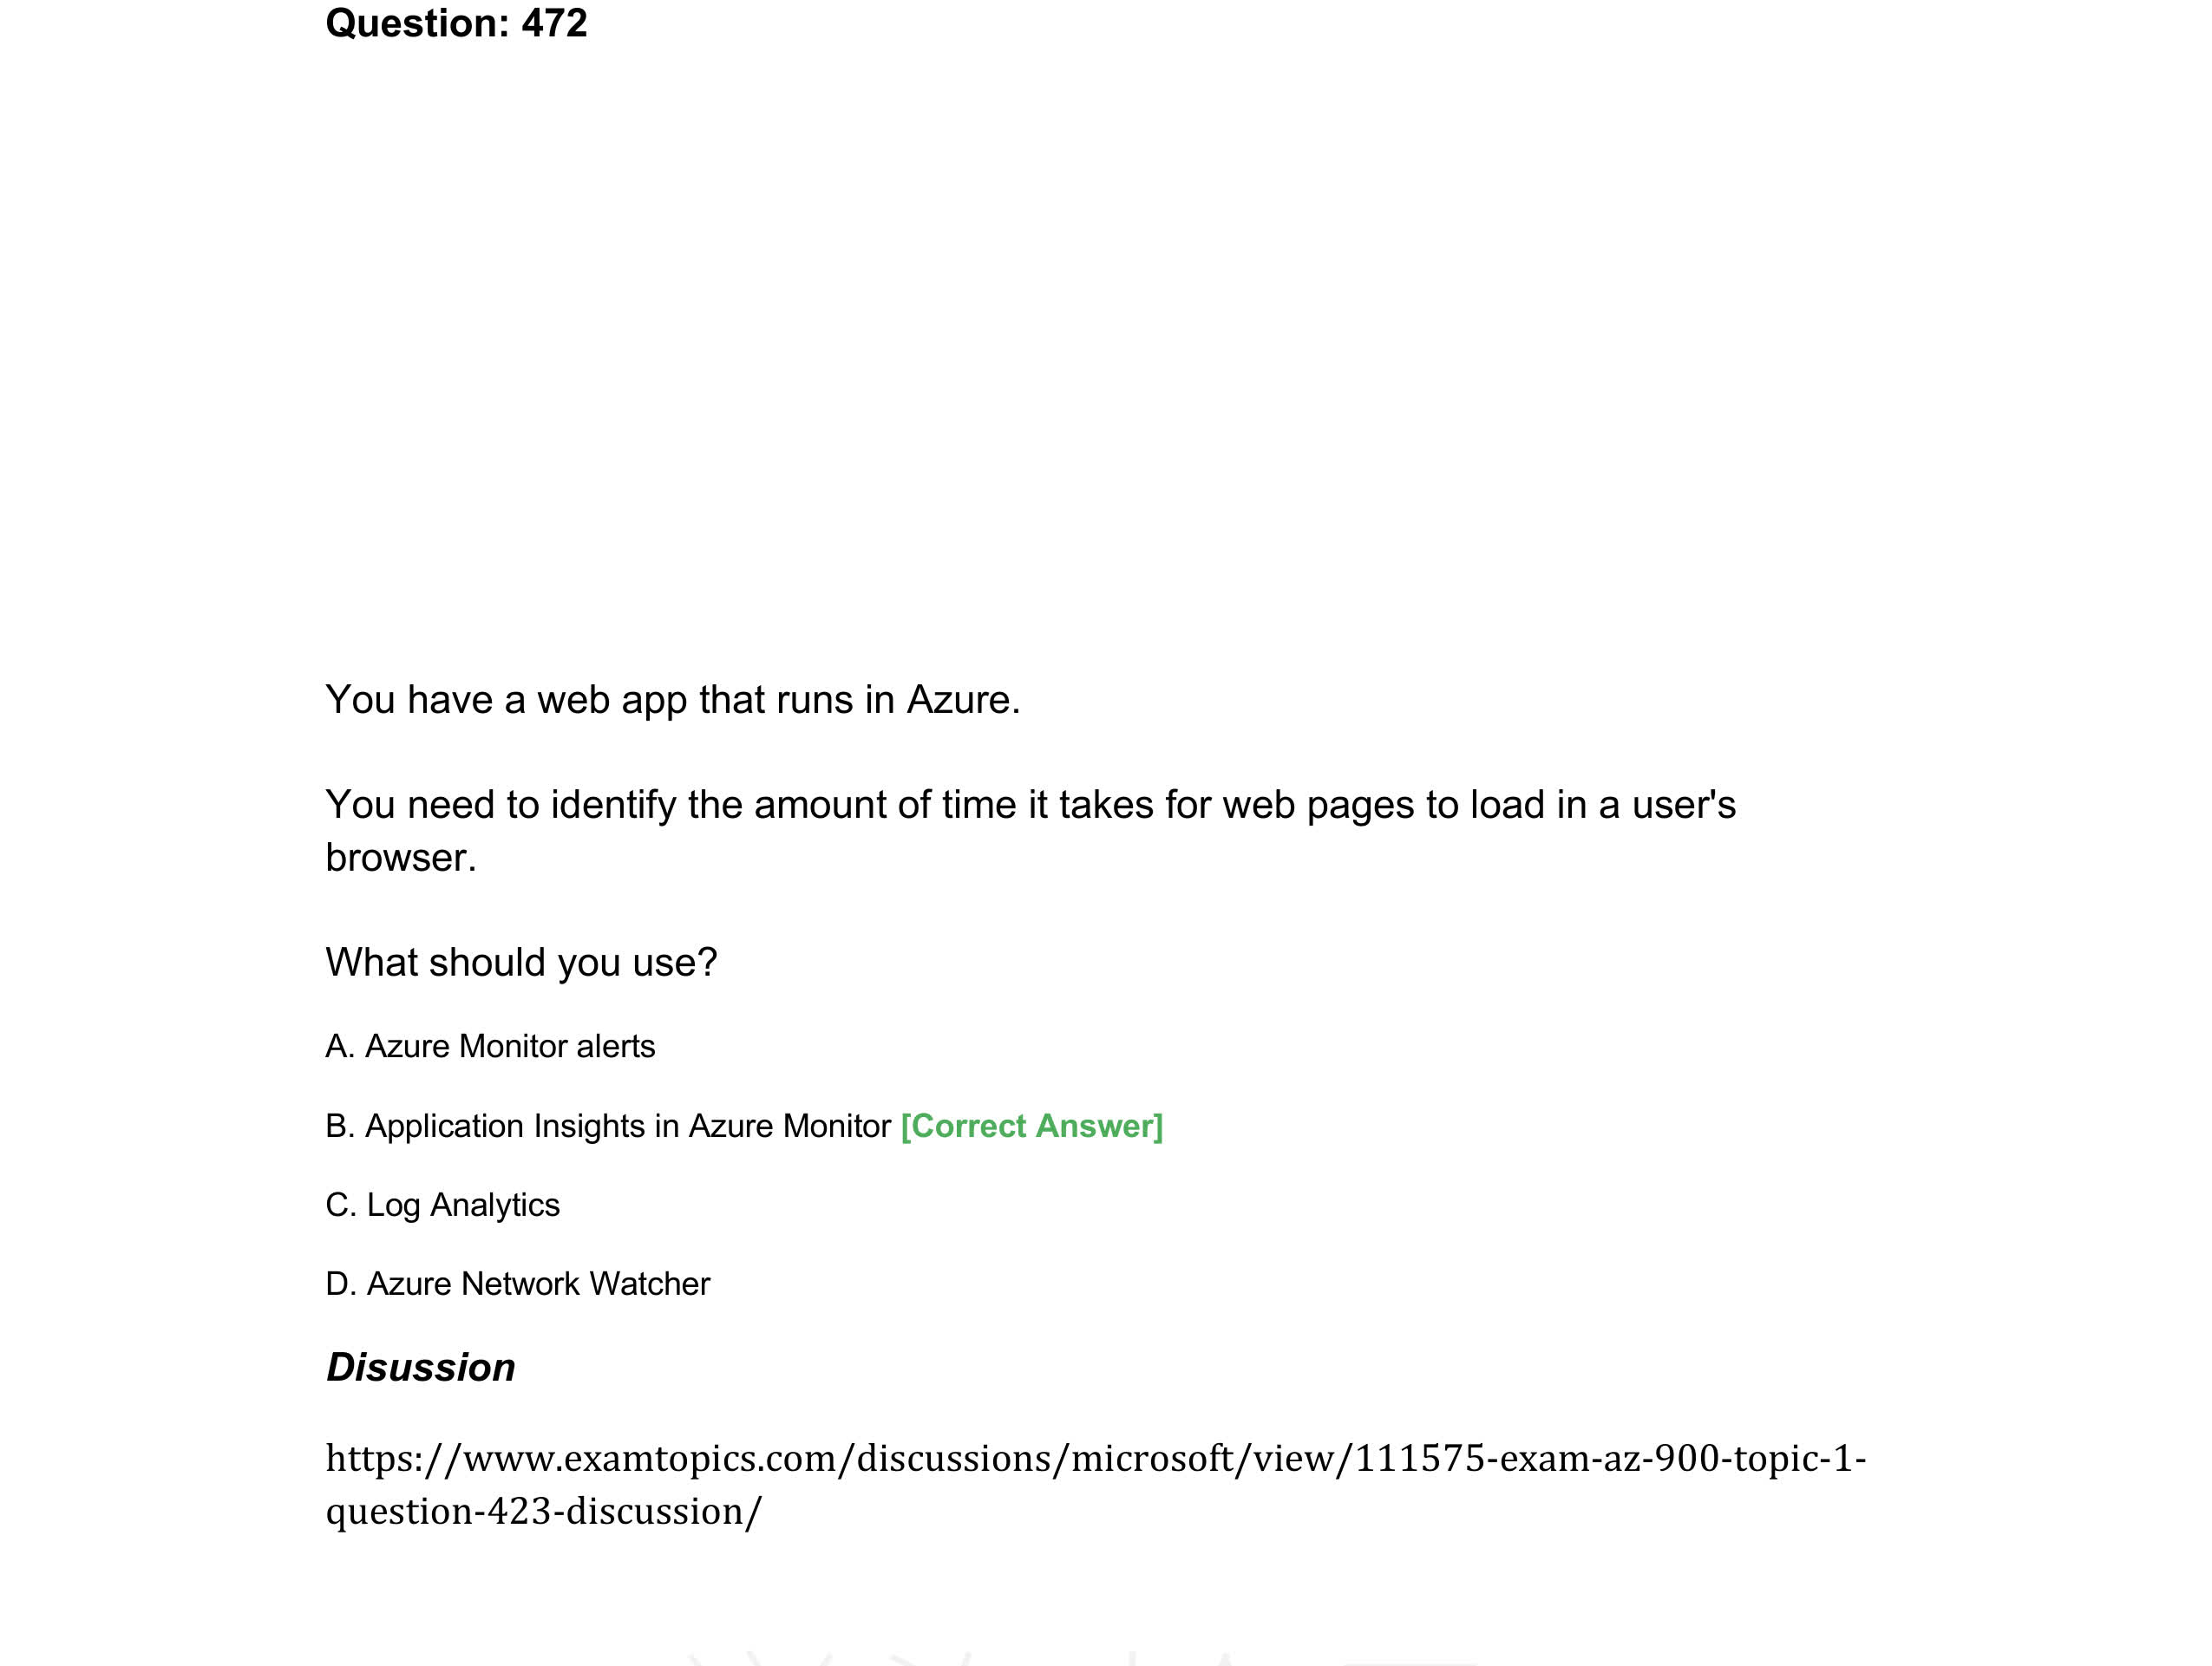 Question: 472
You have a web app that runs in Azure.
You need to identify the amount of time it takes for web pages to load in a user's
browser.
What should you use?
A. Azure Monitor alerts
B. Application Insights in Azure Monitor [Correct Answer]
C. Log Analytics
D. Azure Network Watcher
Disussion
https://www.examtopics.com/discussions/microsoft/view/111575-exam-az-900-topic-1-
question-423-discussion/